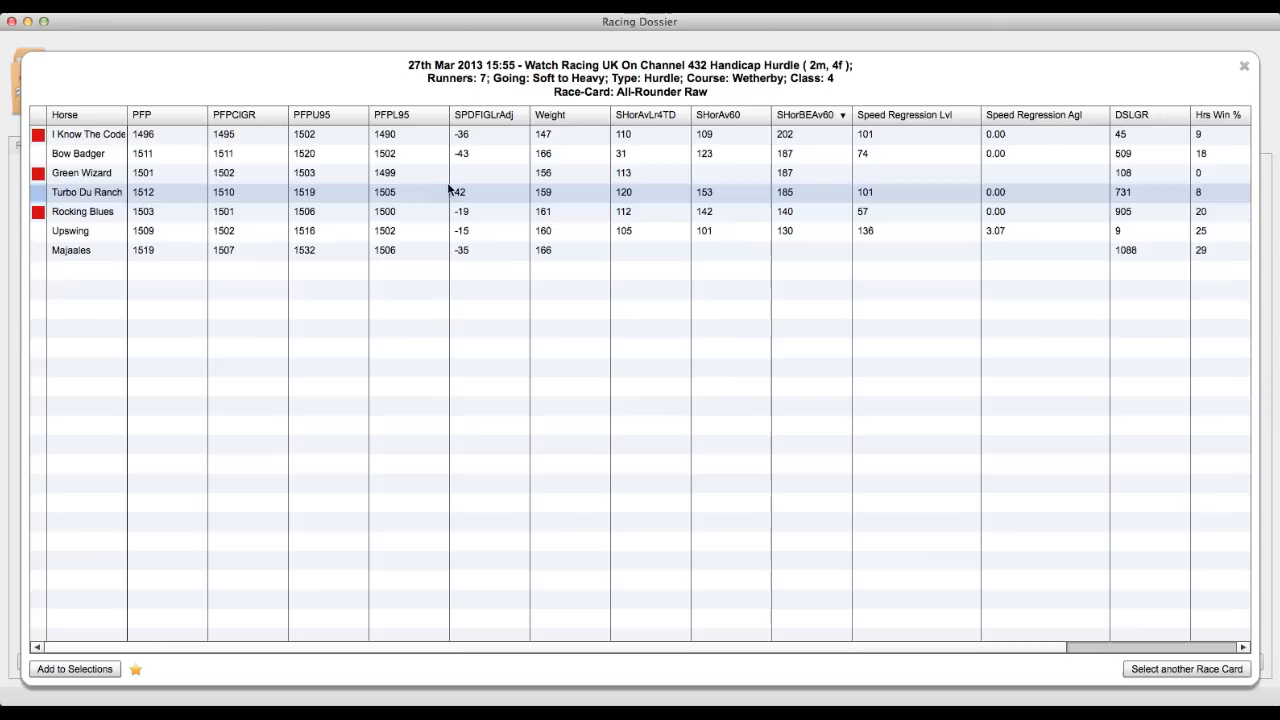 Racing Dossier
27th Mar 2013 15:55 - Watch Racing UK On Channel 432 Handicap Hurdle ( 2m, 4f );
Runners: 7; Going: Soft to Heavy; Type: Hurdle; Course: Wetherby; Class: 4
Race-Card: All-Rounder Raw
Horse PFP PFPCIGR PFPU95 PFPL95 SPDFIGLrAdj Weight SHorAvLr4TD SHorAv60 SHorBEAv60 ▼ Speed Regression Lvl Speed Regression Agl DSLGR Hrs Win %
I Know The Code 1496 1495 1502 1490 -36 147 110 109 202 101 0.00 45 9
Bow Badger 1511 1511 1520 1502 -43 166 31 123 187 74 0.00 509 18
Green Wizard 1501 1502 1503 1499 156 113 187 108 0
Turbo Du Ranch 1512 1510 1519 1505 42 159 120 153 185 101 0.00 731 8
Rocking Blues 1503 1501 1506 1500 -19 161 112 142 140 57 0.00 905 20
Upswing 1509 1502 1516 1502 -15 160 105 101 130 136 3.07 9 25
Majaales 1519 1507 1532 1506 -35 166 1088 29
Add to Selections Select another Race Card